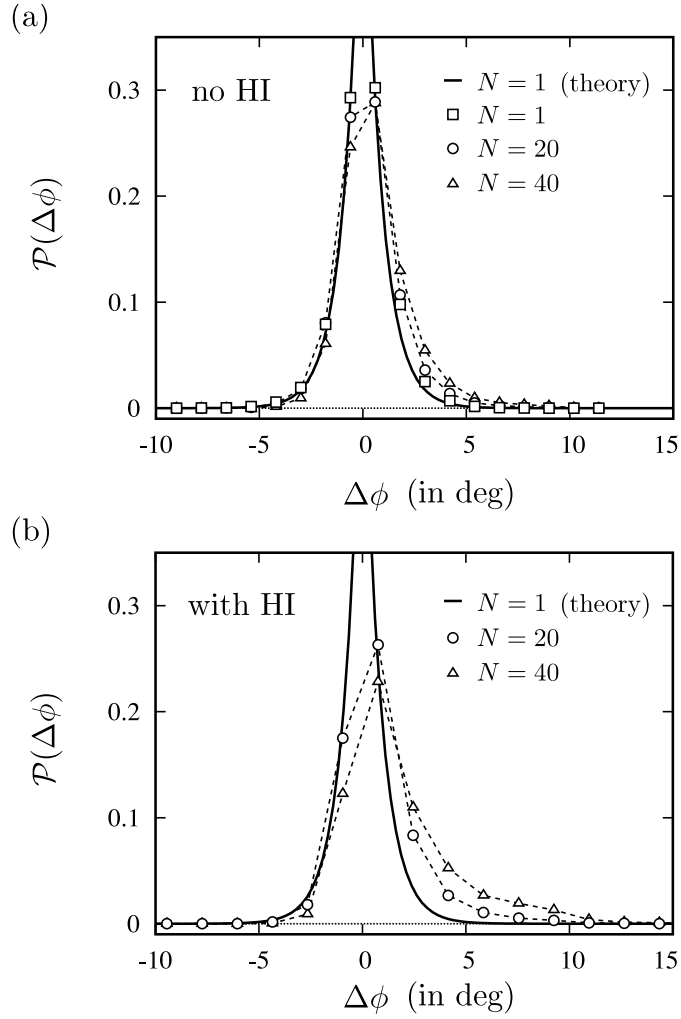 (a)
0.3
0.2
0.1
0
no HI
N = 1 (theory)
N = 1
N = 20
N = 40
𝒫(Δϕ)
-10 -5 0 5 10 15
Δϕ (in deg)
(b)
0.3
0.2
0.1
0
with HI
N = 1 (theory)
N = 20
N = 40
𝒫(Δϕ)
-10 -5 0 5 10 15
Δϕ (in deg)